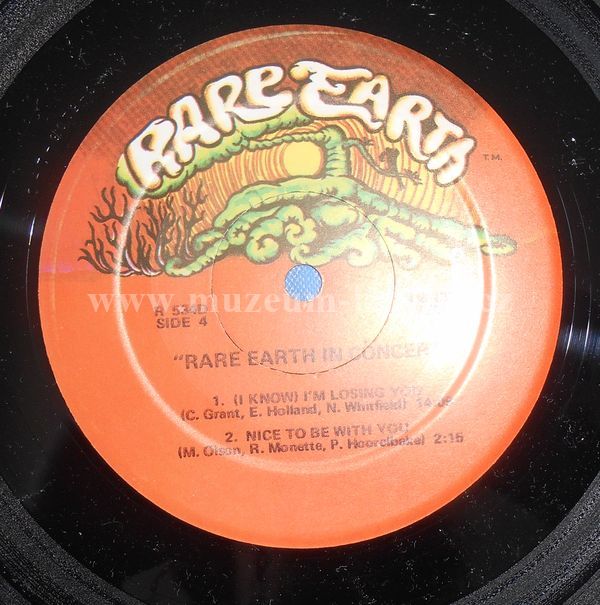 RARE EARTH
T.M.
www.muzeum
R 534D
SIDE 4
"RARE EARTH IN CONCERT"
1. (I KNOW) I'M LOSING YOU
(C. Grant, E. Holland, N. Whitfield)
2. NICE TO BE WITH YOU
(M. Olson, R. Monette, P. Hoorelbeke) 2:15